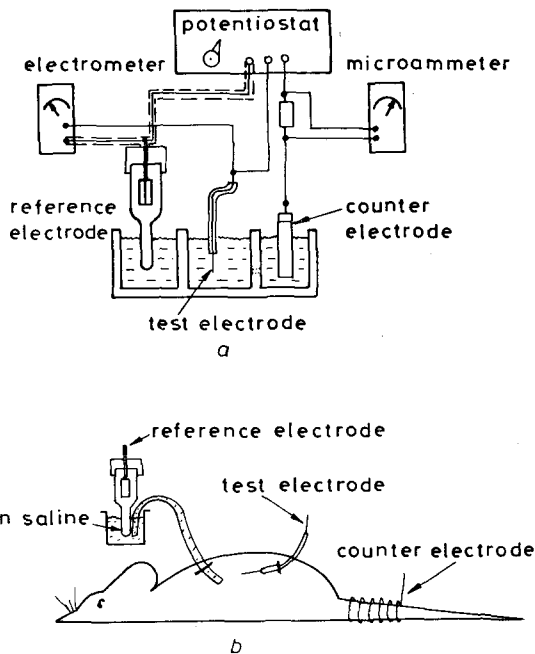 potentiostat
electrometer
microammeter
reference
electrode
counter
electrode
test electrode
a
reference electrode
test electrode
n saline
counter electrode
b